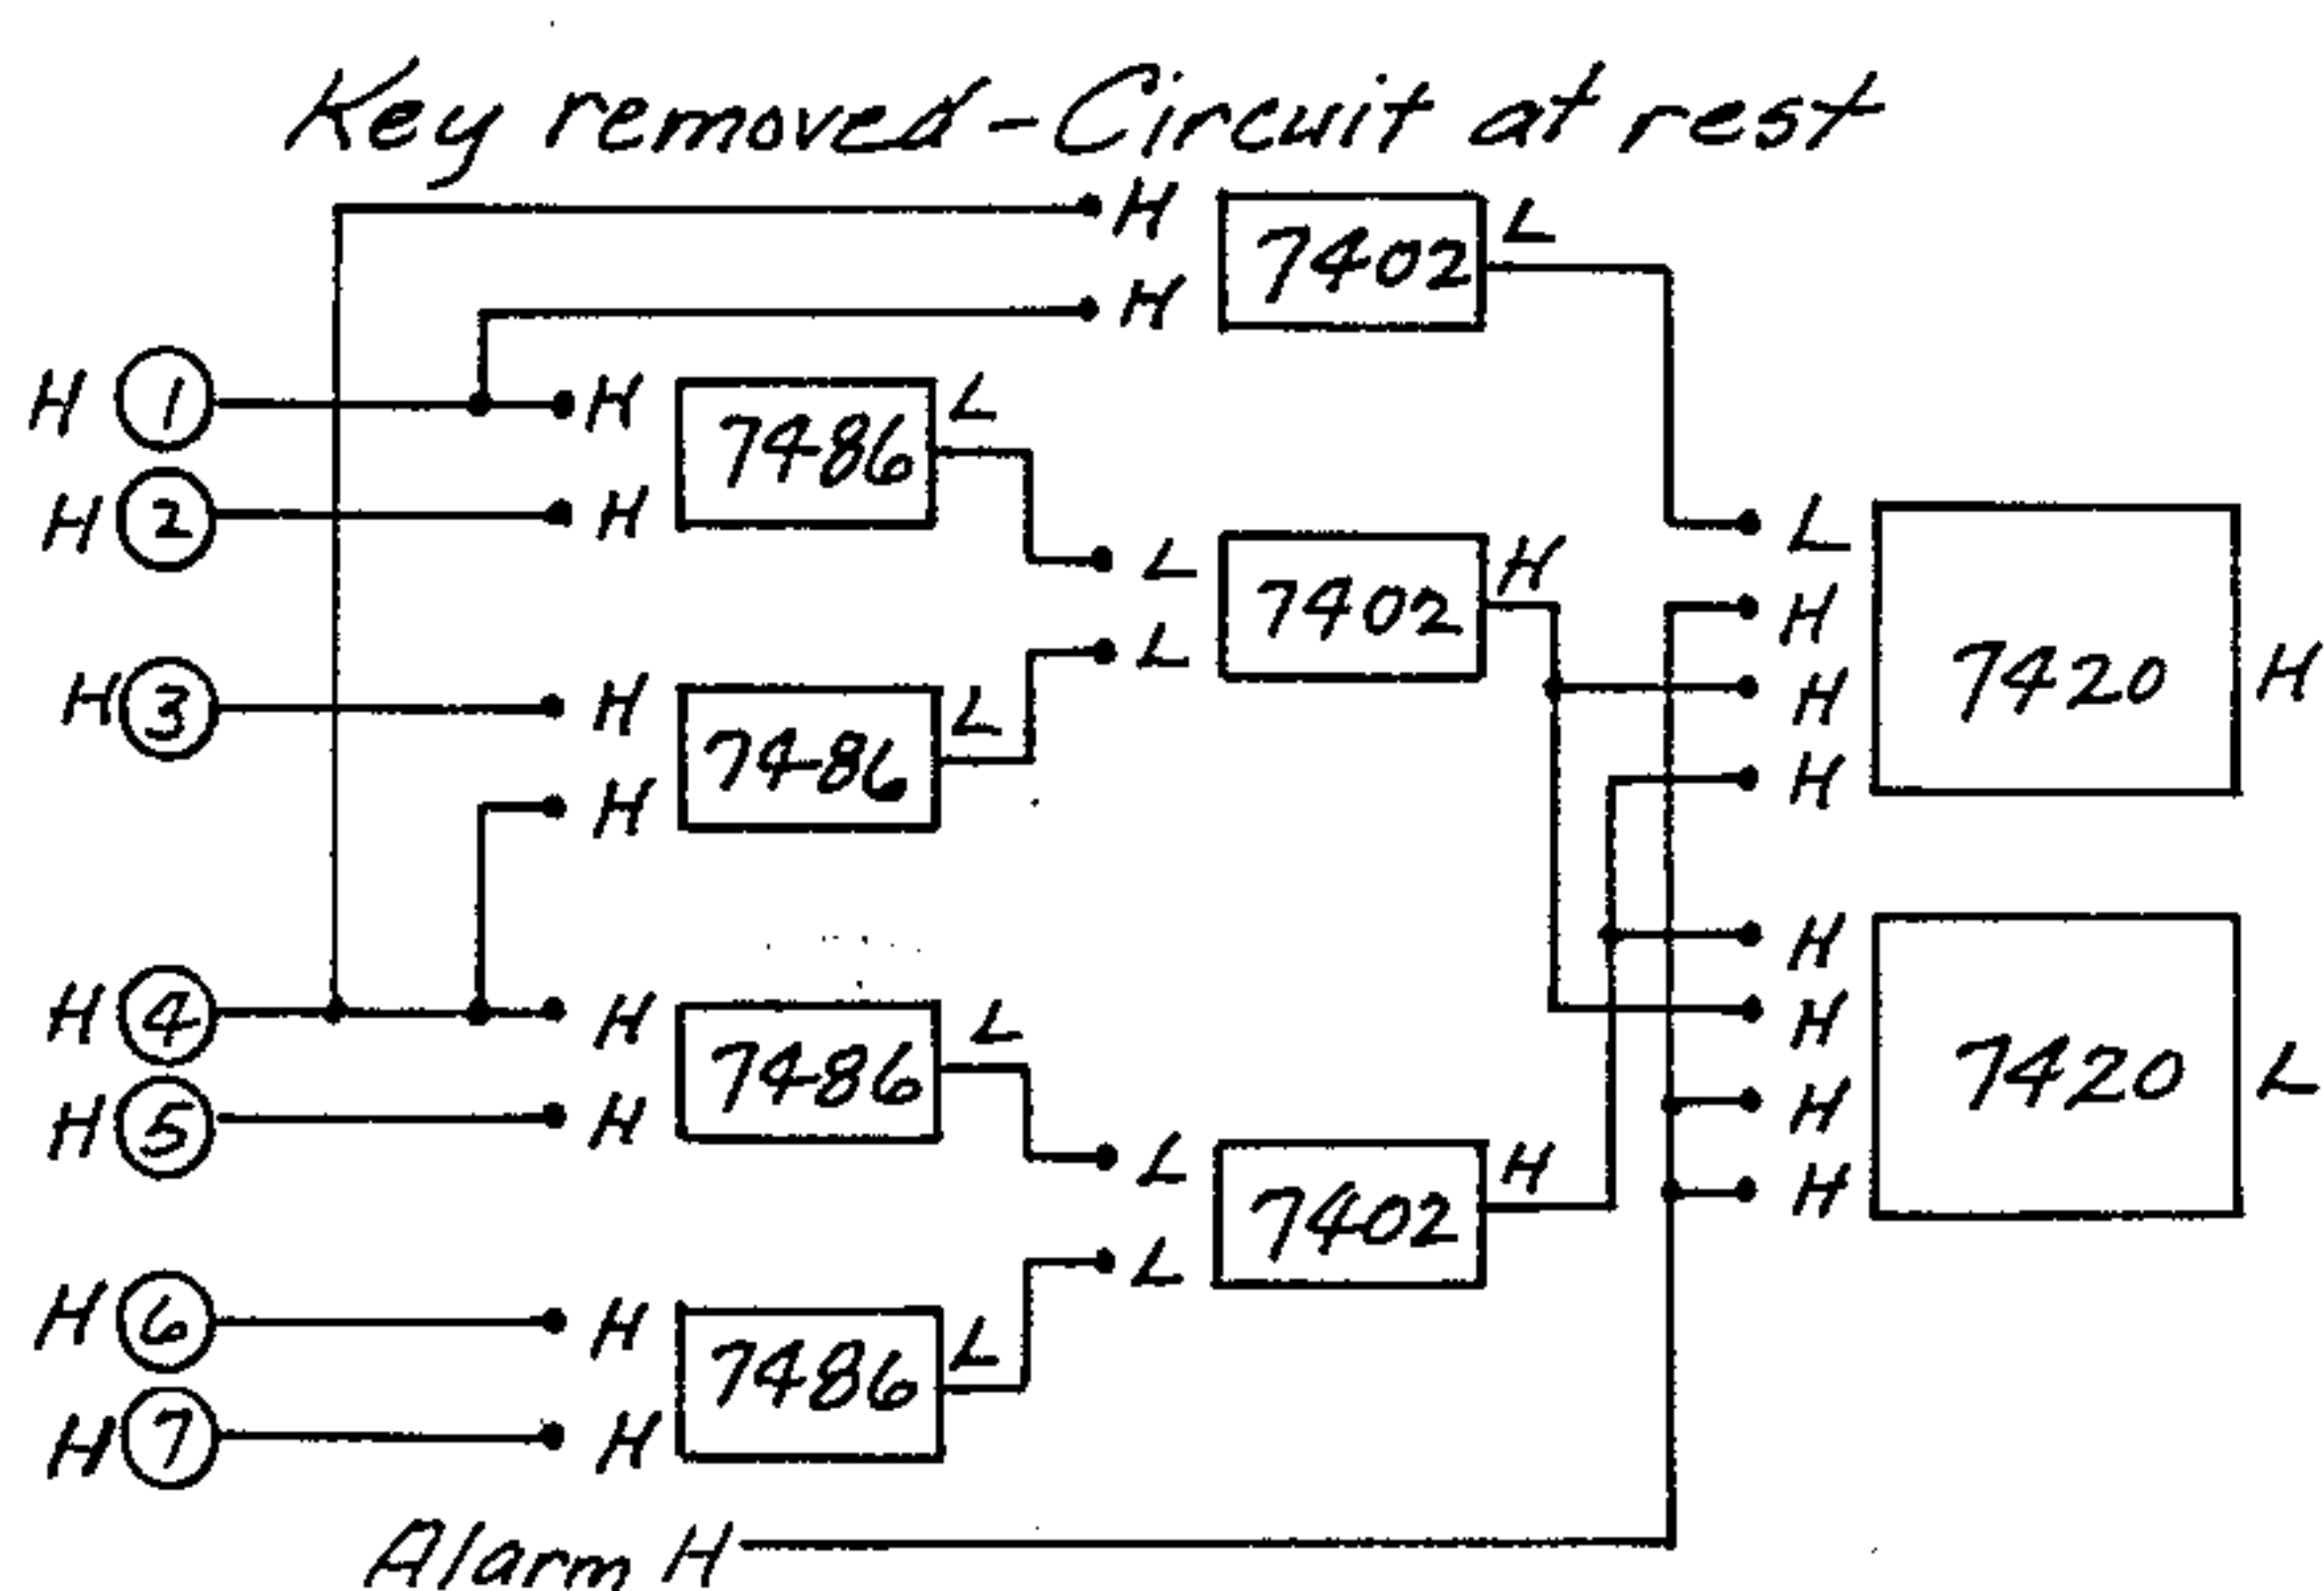 Key removed-Circuit at rest
H 7402 L
H
H 1 H 7486 L
H 2 H
L 7402 H
L
H 3 H 7486 L
H
L 7420 H
H
H
H
H 4 H 7486 L
H 5 H
L 7402 H
L
H 6 H 7486 L
H 7 H
H 7420 L
H
H
H
Alarm H